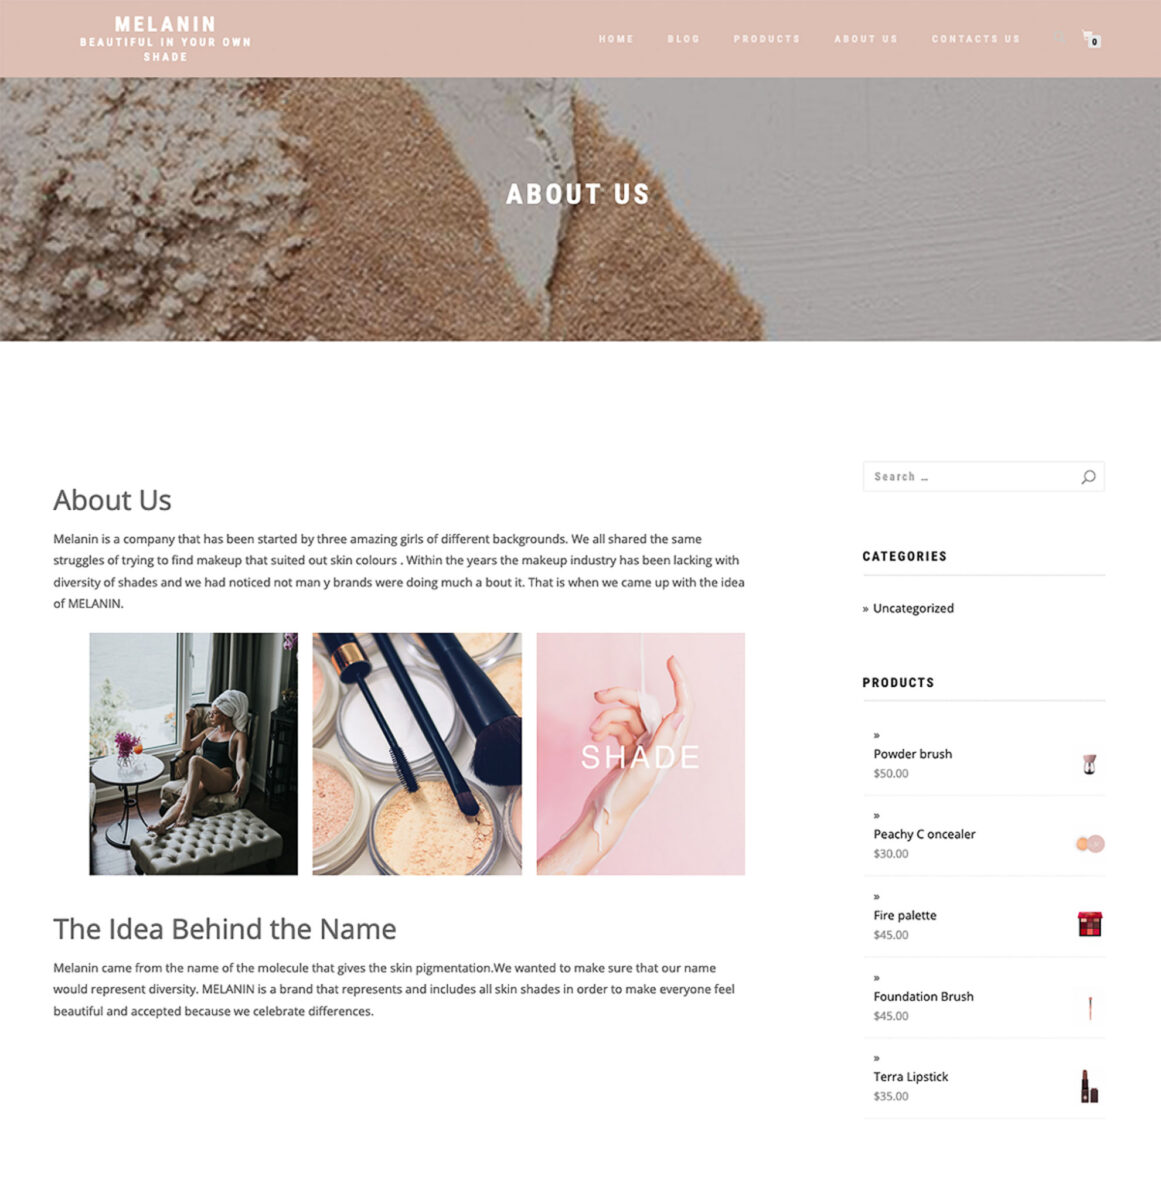 MELANIN
BEAUTIFUL IN YOUR OWN
SHADE
HOME BLOG PRODUCTS ABOUT US CONTACTS US 0
ABOUT US
About Us
Melanin is a company that has been started by three amazing girls of different backgrounds. We all shared the same
struggles of trying to find makeup that suited out skin colours . Within the years the makeup industry has been lacking with
diversity of shades and we had noticed not man y brands were doing much a bout it. That is when we came up with the idea
of MELANIN.
SHADE
The Idea Behind the Name
Melanin came from the name of the molecule that gives the skin pigmentation.We wanted to make sure that our name
would represent diversity. MELANIN is a brand that represents and includes all skin shades in order to make everyone feel
beautiful and accepted because we celebrate differences.
Search ...
CATEGORIES
» Uncategorized
PRODUCTS
»
Powder brush
$50.00
»
Peachy C oncealer
$30.00
»
Fire palette
$45.00
»
Foundation Brush
$45.00
»
Terra Lipstick
$35.00